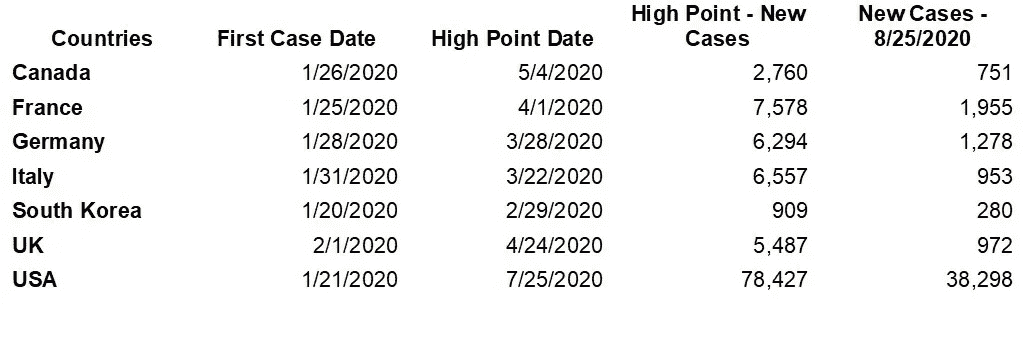 Countries First Case Date High Point Date High Point - New Cases New Cases - 8/25/2020
Canada 1/26/2020 5/4/2020 2,760 751
France 1/25/2020 4/1/2020 7,578 1,955
Germany 1/28/2020 3/28/2020 6,294 1,278
Italy 1/31/2020 3/22/2020 6,557 953
South Korea 1/20/2020 2/29/2020 909 280
UK 2/1/2020 4/24/2020 5,487 972
USA 1/21/2020 7/25/2020 78,427 38,298